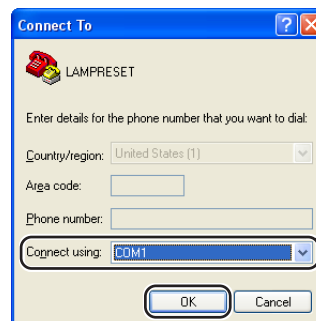 Connect To
LAMPRESET
Enter details for the phone number that you want to dial:
Country/region: United States (1)
Area code:
Phone number:
Connect using: COM1
OK Cancel